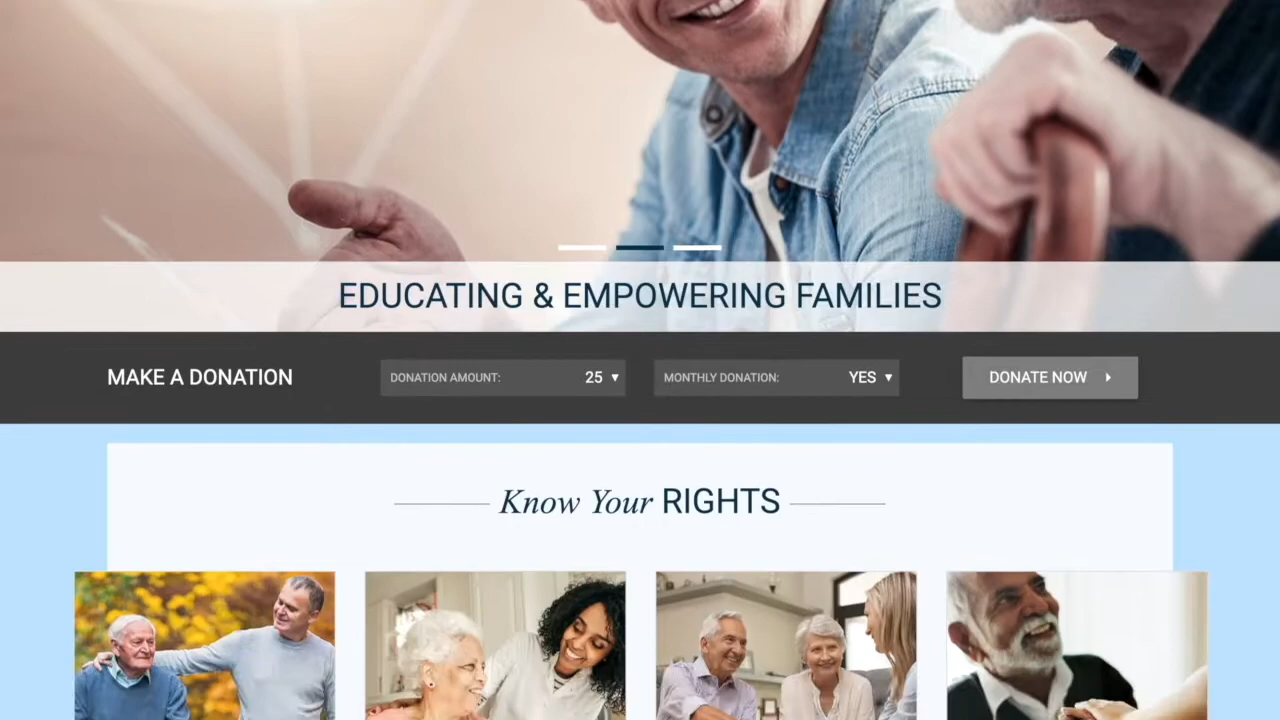 EDUCATING & EMPOWERING FAMILIES
MAKE A DONATION
DONATION AMOUNT: 25
MONTHLY DONATION: YES
DONATE NOW
Know Your RIGHTS